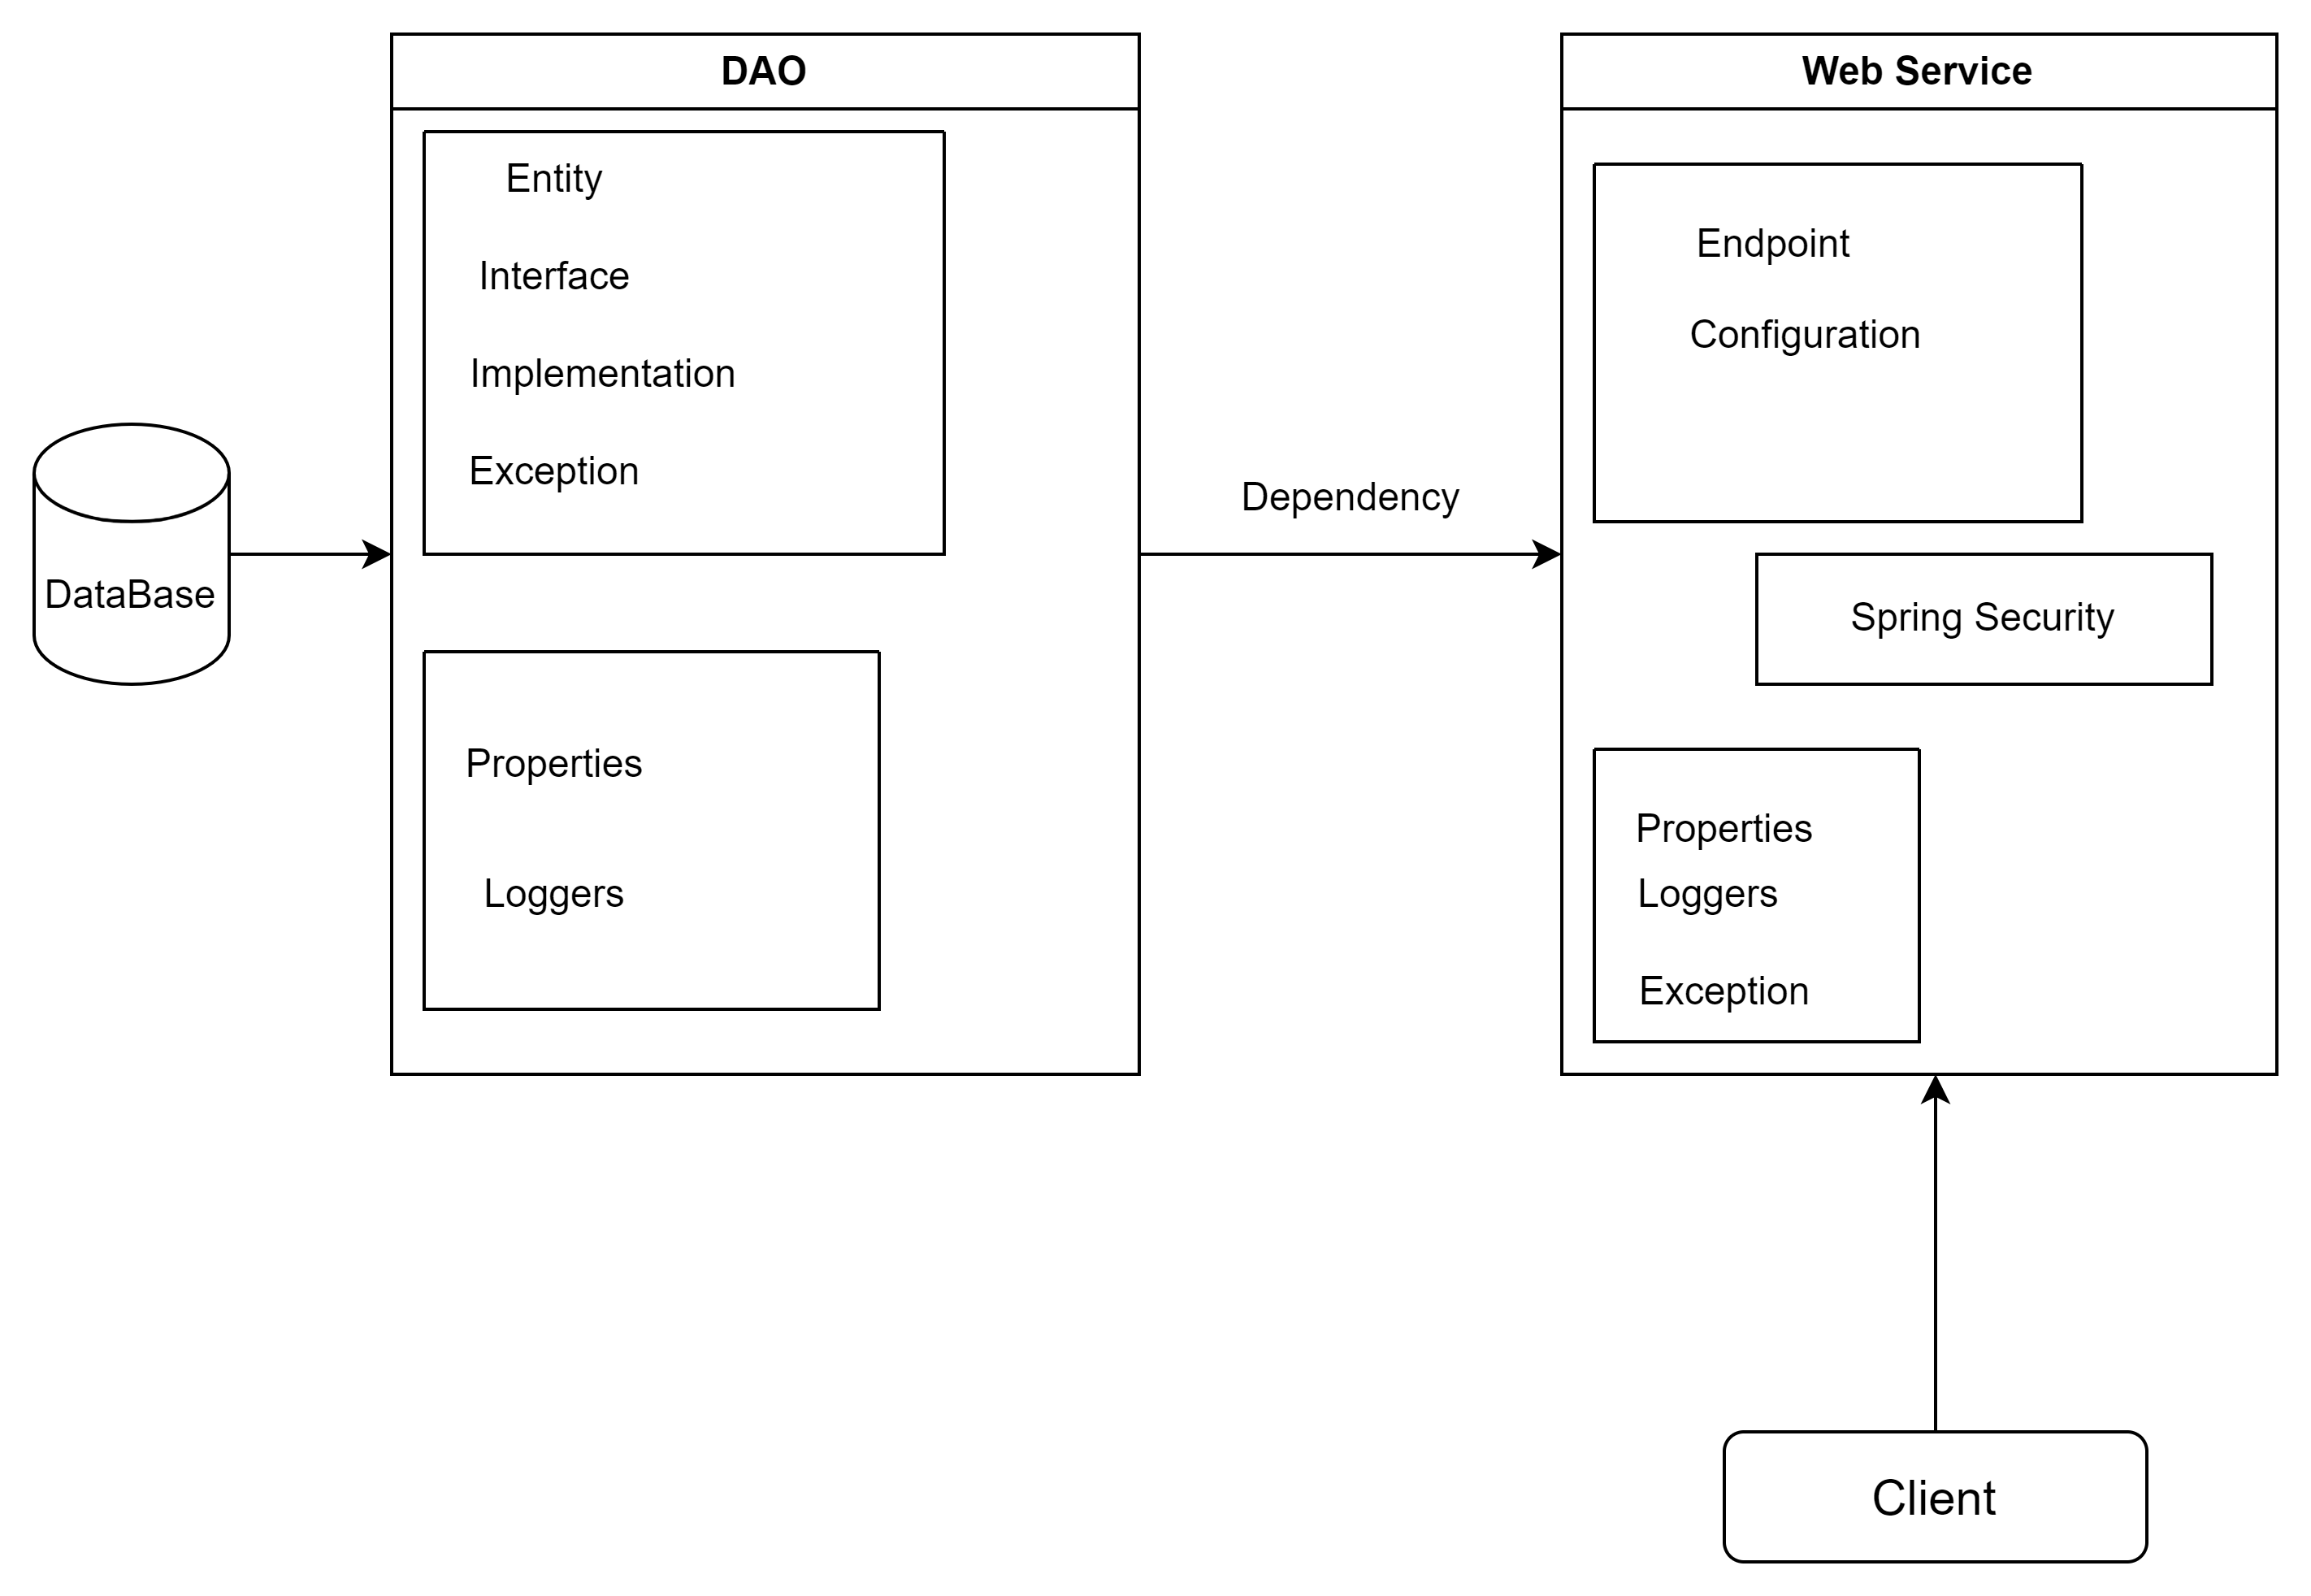 DAO
Entity
Interface
Implementation
Exception
Properties
Loggers
DataBase
Dependency
Web Service
Endpoint
Configuration
Spring Security
Properties
Loggers
Exception
Client